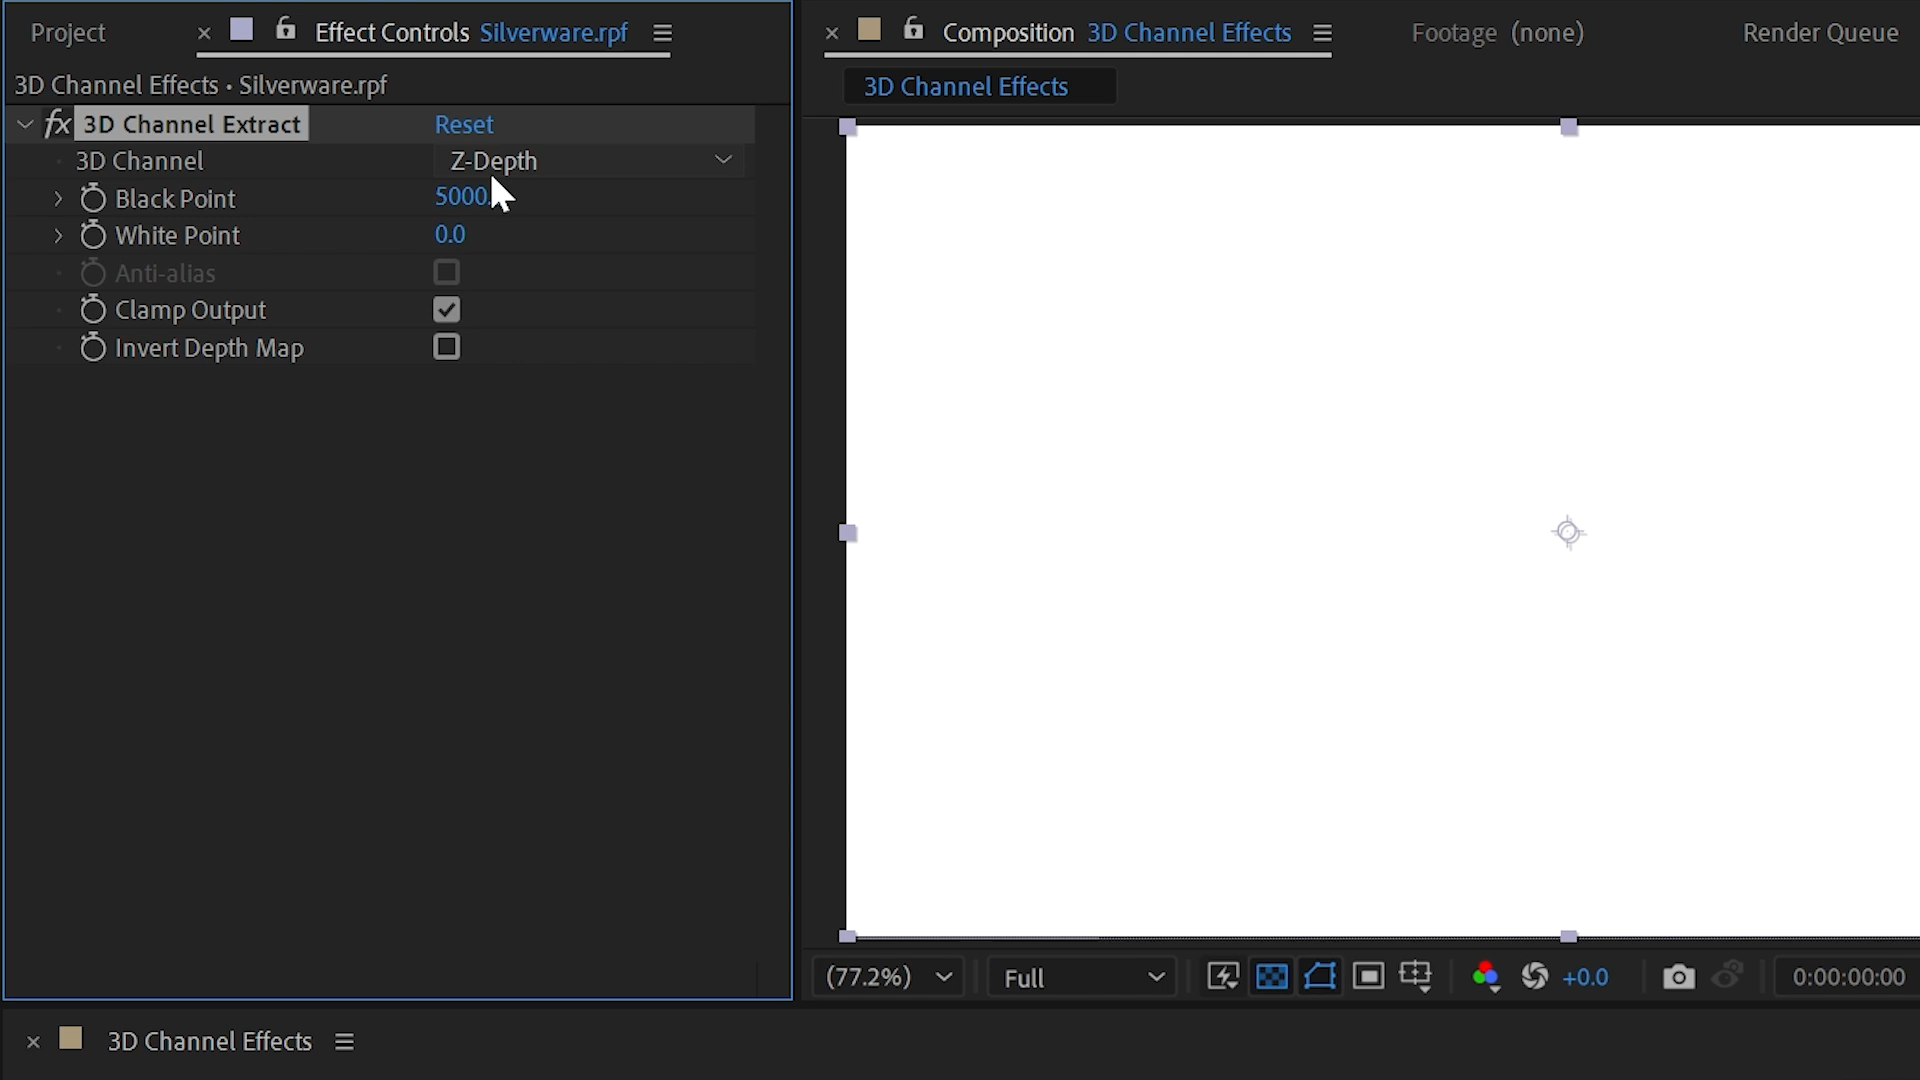 Project
Effect Controls Silverware.rpf
Composition 3D Channel Effects
Footage (none)
Render Queue
3D Channel Effects • Silverware.rpf
3D Channel Effects
fx 3D Channel Extract Reset
3D Channel Z-Depth
Black Point 5000.
White Point 0.0
Anti-alias
Clamp Output
Invert Depth Map
(77.2%)
Full
+0.0
0:00:00:00
3D Channel Effects